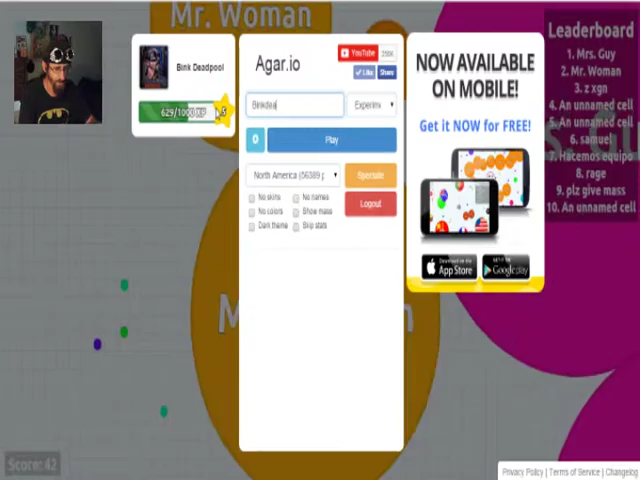 Mr. Woman
Bink Deadpool
629/1000 XP
5
Agar.io
YouTube
Like
Share
Binkdea
Play
North America
Spectate
Logout
No skins
No names
No colors
Show mass
Dark theme
Skip stats
NOW AVAILABLE
ON MOBILE!
Get it NOW for FREE!
App Store
Google play
Leaderboard
1. Mrs. Guy
2. Mr. Woman
3. z xgn
4. An unnamed cell
5. An unnamed cell
6. samuel
7. Hacemos equipo
8. rage
9. plz give mass
10. An unnamed cell
Score: 42
Privacy Policy | Terms of Service | Changelog